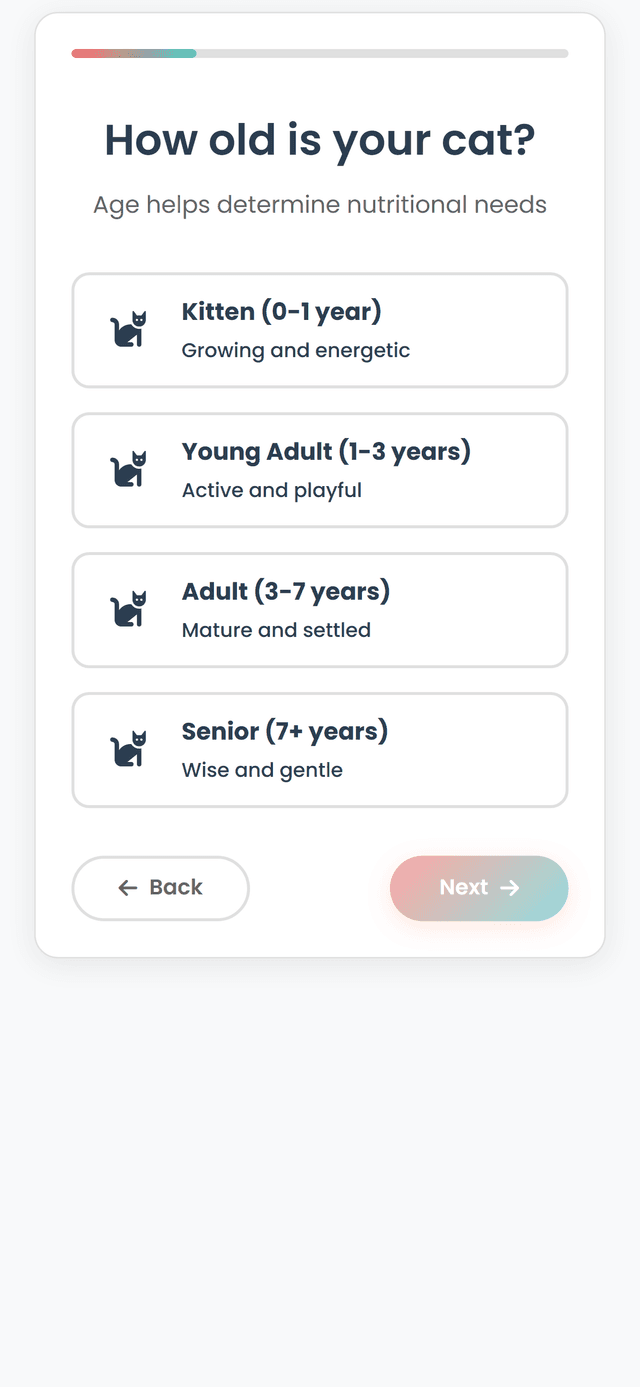 How old is your cat?
Age helps determine nutritional needs
Kitten (0-1 year)
Growing and energetic
Young Adult (1-3 years)
Active and playful
Adult (3-7 years)
Mature and settled
Senior (7+ years)
Wise and gentle
← Back
Next →